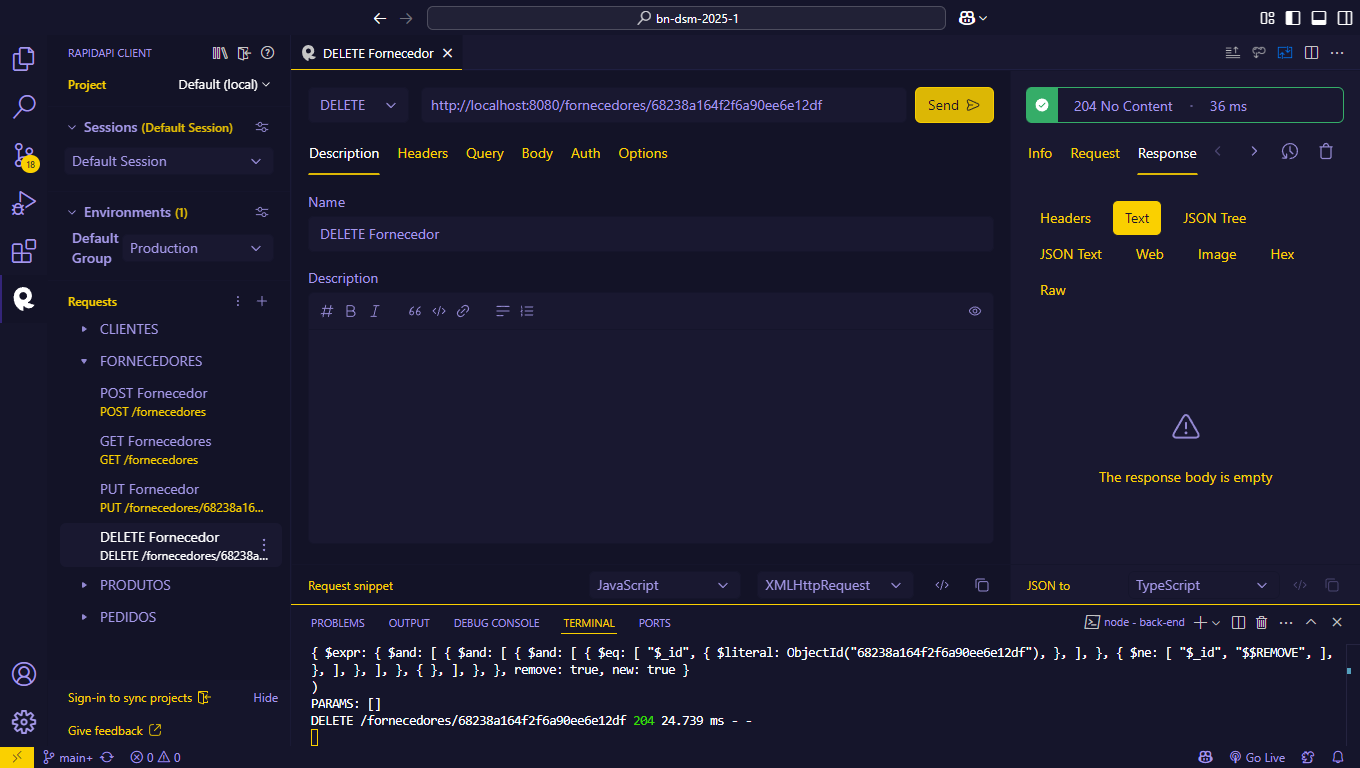 bn-dsm-2025-1
RAPIDAPI CLIENT
Project
Default (local)
Sessions (Default Session)
Default Session
Environments (1)
Default Group
Production
Requests
CLIENTES
FORNECEDORES
POST Fornecedor
POST /fornecedores
GET Fornecedores
GET /fornecedores
PUT Fornecedor
PUT /fornecedores/68238a16...
DELETE Fornecedor
DELETE /fornecedores/68238a...
PRODUTOS
PEDIDOS
Sign-in to sync projects
Hide
Give feedback
18
DELETE Fornecedor
DELETE
http://localhost:8080/fornecedores/68238a164f2f6a90ee6e12df
Send
Description Headers Query Body Auth Options
Name
DELETE Fornecedor
Description
Request snippet
JavaScript
XMLHttpRequest
204 No Content · 36 ms
Info Request Response
Headers Text JSON Tree
JSON Text Web Image Hex
Raw
The response body is empty
JSON to
TypeScript
PROBLEMS OUTPUT DEBUG CONSOLE TERMINAL PORTS
node - back-end
{ $expr: { $and: [ { $and: [ { $and: [ { $eq: [ "$_id", { $literal: ObjectId("68238a164f2f6a90ee6e12df"), }, ], }, { $ne: [ "$_id", "$$REMOVE", ],
}, ], }, ], }, { }, ], }, }, remove: true, new: true }
)
PARAMS: []
DELETE /fornecedores/68238a164f2f6a90ee6e12df 204 24.739 ms - -
main+
0 0
Go Live